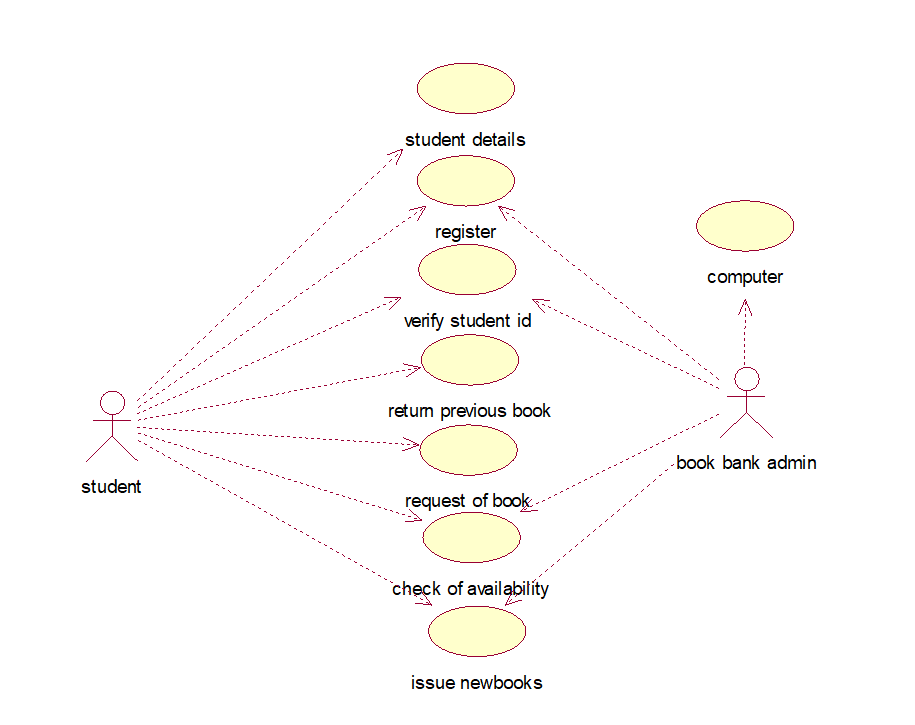 student details
register
computer
verify student id
return previous book
book bank admin
student
request of book
check of availability
issue newbooks